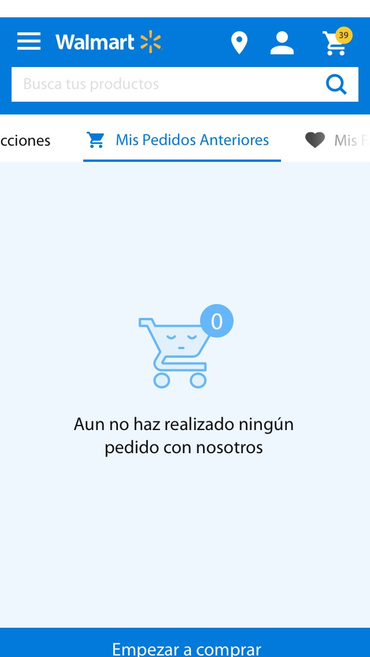 Walmart
39
Busca tus productos
cciones
Mis Pedidos Anteriores
Mis
0
Aun no haz realizado ningún
pedido con nosotros
Empezar a comprar